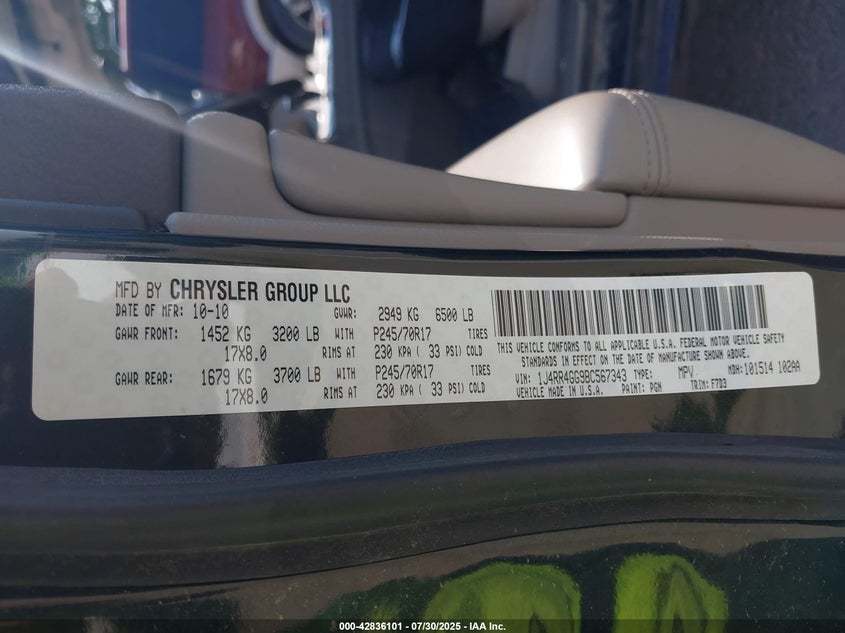 MFD BY CHRYSLER GROUP LLC
DATE OF MFR: 10-10 GVWR: 2949 KG 6500 LB
GAWR FRONT: 1452 KG 3200 LB WITH P245/70R17 TIRES
17X8.0 RIMS AT 230 KPA ( 33 PSI) COLD
GAWR REAR: 1679 KG 3700 LB WITH P245/70R17 TIRES
17X8.0 RIMS AT 230 KPA ( 33 PSI) COLD
THIS VEHICLE CONFORMS TO ALL APPLICABLE U.S.A. FEDERAL MOTOR VEHICLE SAFETY
STANDARDS IN EFFECT ON THE DATE OF MANUFACTURE SHOWN ABOVE.
VIN: 1J4RR4GG9BC567343 TYPE: MPV MDH: 101514 102AA
VEHICLE MADE IN U.S.A. PAINT: PGN TRIM: F7D3
000-42836101 / 07/30/2025 - IAA Inc.